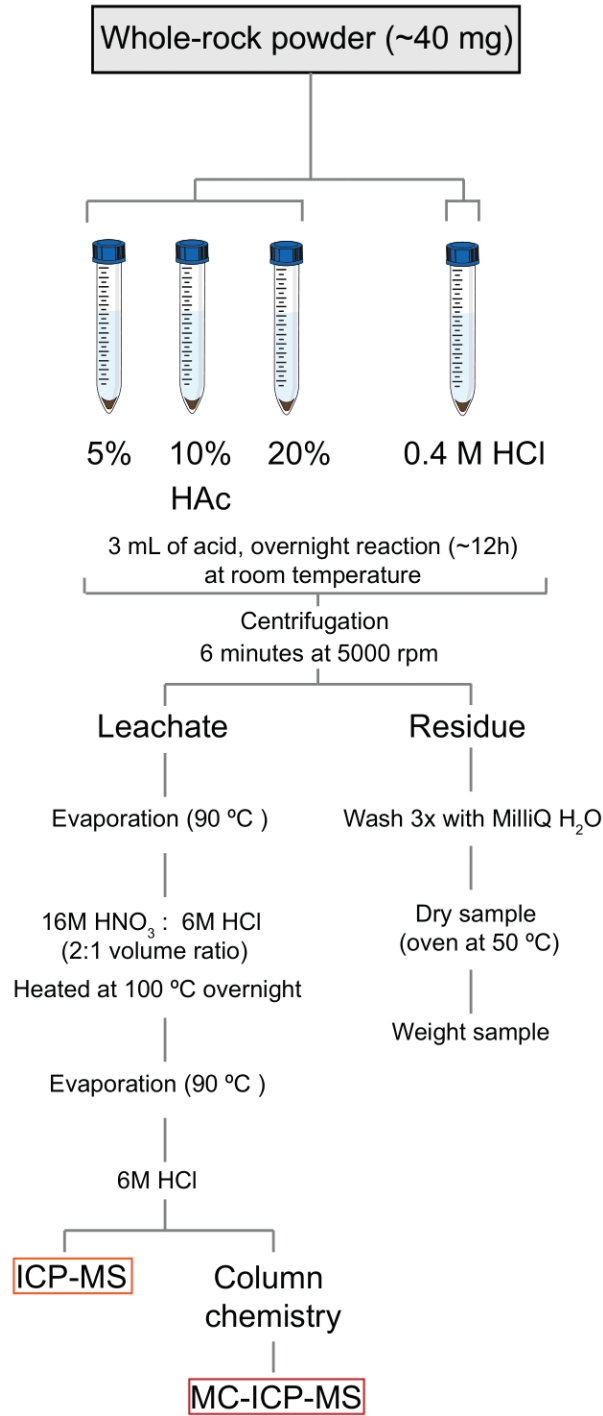 Whole-rock powder (~40 mg)
5% 10% 20% 0.4 M HCl
HAc
3 mL of acid, overnight reaction (~12h)
at room temperature
Centrifugation
6 minutes at 5000 rpm
Leachate
Evaporation (90 ºC )
16M HNO₃ : 6M HCl
(2:1 volume ratio)
Heated at 100 ºC overnight
Evaporation (90 ºC )
6M HCl
ICP-MS
Column
chemistry
MC-ICP-MS
Residue
Wash 3x with MilliQ H₂O
Dry sample
(oven at 50 ºC)
Weight sample